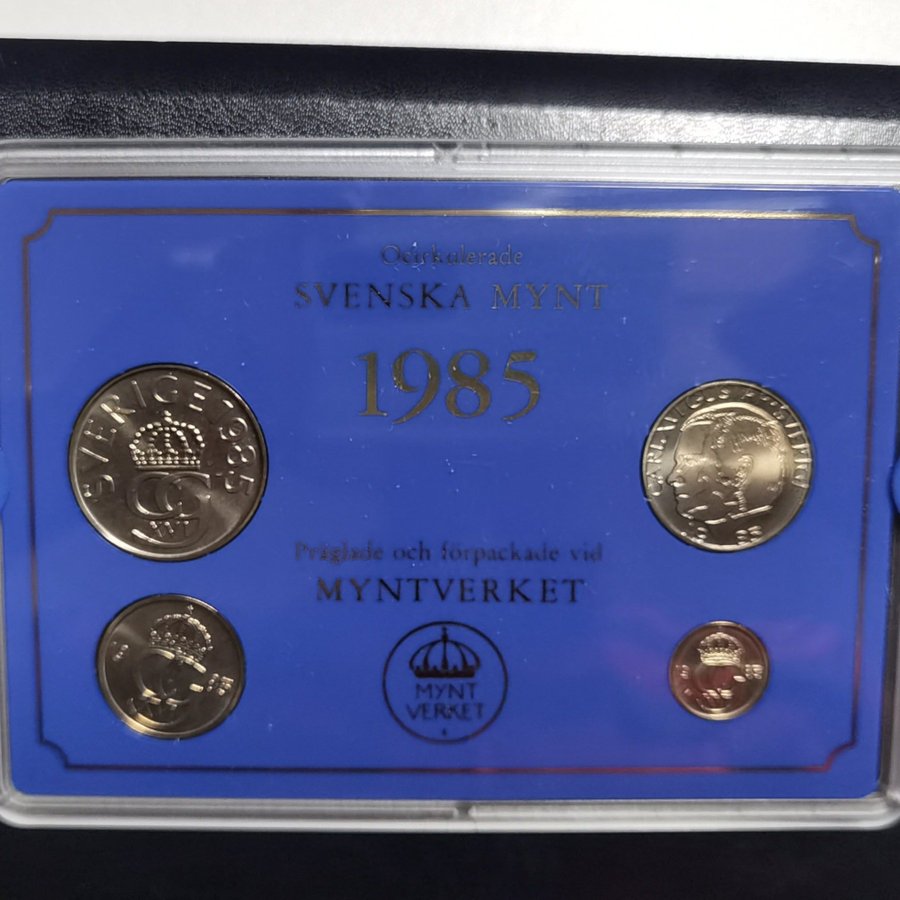 Ocirkulerade
SVENSKA MYNT
1985
SVERIGE 1985
Präglade och förpackade vid
MYNTVERKET
MYNT
VERKET